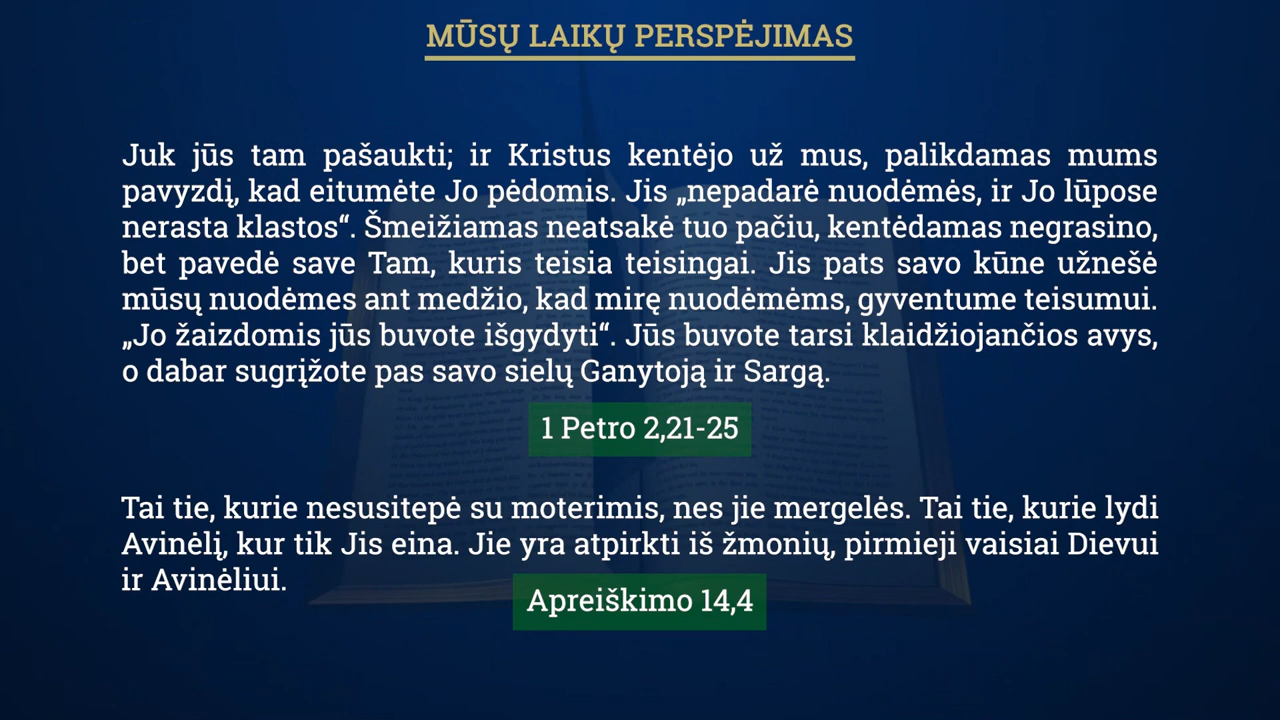 MŪSŲ LAIKŲ PERSPĖJIMAS
Juk jūs tam pašaukti; ir Kristus kentėjo už mus, palikdamas mums
pavyzdį, kad eitumėte Jo pėdomis. Jis „nepadarė nuodėmės, ir Jo lūpose
nerasta klastos“. Šmeižiamas neatsakė tuo pačiu, kentėdamas negrasino,
bet pavedė save Tam, kuris teisia teisingai. Jis pats savo kūne užnešė
mūsų nuodėmes ant medžio, kad mirę nuodėmėms, gyventume teisumui.
„Jo žaizdomis jūs buvote išgydyti“. Jūs buvote tarsi klaidžiojančios avys,
o dabar sugrįžote pas savo sielų Ganytoją ir Sargą.
1 Petro 2,21-25
Tai tie, kurie nesusitepė su moterimis, nes jie mergelės. Tai tie, kurie lydi
Avinėlį, kur tik Jis eina. Jie yra atpirkti iš žmonių, pirmieji vaisiai Dievui
ir Avinėliui.
Apreiškimo 14,4